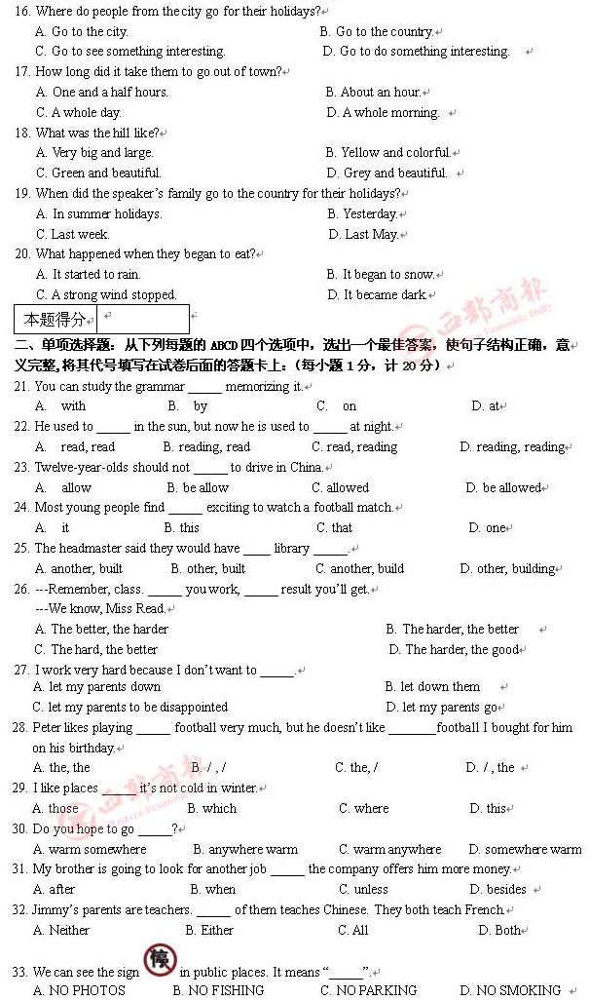 16. Where do people from the city go for their holidays?
A. Go to the city. B. Go to the country.
C. Go to see something interesting. D. Go to do something interesting.
17. How long did it take them to go out of town?
A. One and a half hours. B. About an hour.
C. A whole day. D. A whole morning.
18. What was the hill like?
A. Very big and large. B. Yellow and colorful.
C. Green and beautiful. D. Grey and beautiful.
19. When did the speaker's family go to the country for their holidays?
A. In summer holidays. B. Yesterday.
C. Last week. D. Last May.
20. What happened when they began to eat?
A. It started to rain. B. It began to snow.
C. A strong wind stopped. D. It became dark
本题得分
西部商报
二、单项选择题：从下列每题的 ABCD 四个选项中，选出一个最佳答案，使句子结构正确，意
义完整,将其代号填写在试卷后面的答题卡上：（每小题 1 分，计 20 分）
21. You can study the grammar _____ memorizing it.
A. with B. by C. on D. at
22. He used to _____ in the sun, but now he is used to _____ at night.
A. read, read B. reading, read C. read, reading D. reading, reading
23. Twelve-year-olds should not _____ to drive in China.
A. allow B. be allow C. allowed D. be allowed
24. Most young people find _____ exciting to watch a football match.
A. it B. this C. that D. one
25. The headmaster said they would have ____ library _____.
A. another, built B. other, built C. another, build D. other, building
26. ---Remember, class. _____ you work, _____ result you'll get.
---We know, Miss Read.
A. The better, the harder B. The harder, the better
C. The hard, the better D. The harder, the good
27. I work very hard because I don't want to _____.
A. let my parents down B. let down them
C. let my parents to be disappointed D. let my parents go
28. Peter likes playing _____ football very much, but he doesn't like _______football I bought for him
on his birthday.
A. the, the B. / , / C. the, / D. / , the
西部商报
29. I like places _____ it's not cold in winter.
A. those B. which C. where D. this
30. Do you hope to go _____?
A. warm somewhere B. anywhere warm C. warm anywhere D. somewhere warm
31. My brother is going to look for another job _____ the company offers him more money.
A. after B. when C. unless D. besides
32. Jimmy's parents are teachers. _____ of them teaches Chinese. They both teach French.
A. Neither B. Either C. All D. Both
33. We can see the sign 停 in public places. It means "_____".
A. NO PHOTOS B. NO FISHING C. NO PARKING D. NO SMOKING